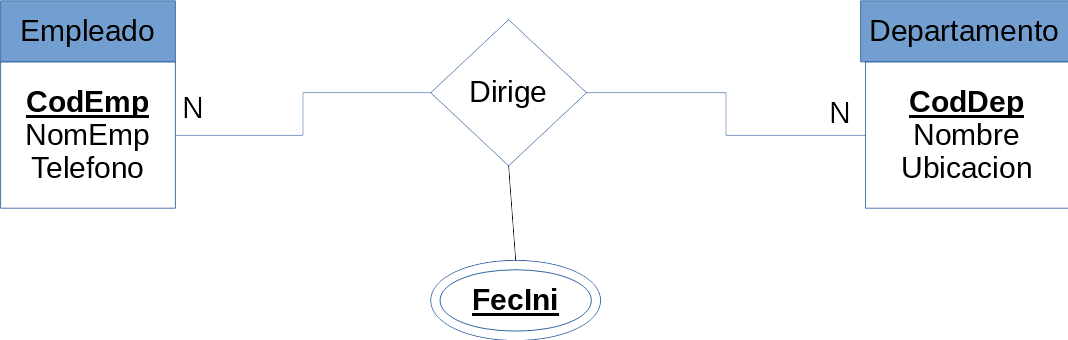 Empleado
CodEmp
NomEmp
Telefono
N
Dirige
FecIni
N
Departamento
CodDep
Nombre
Ubicacion